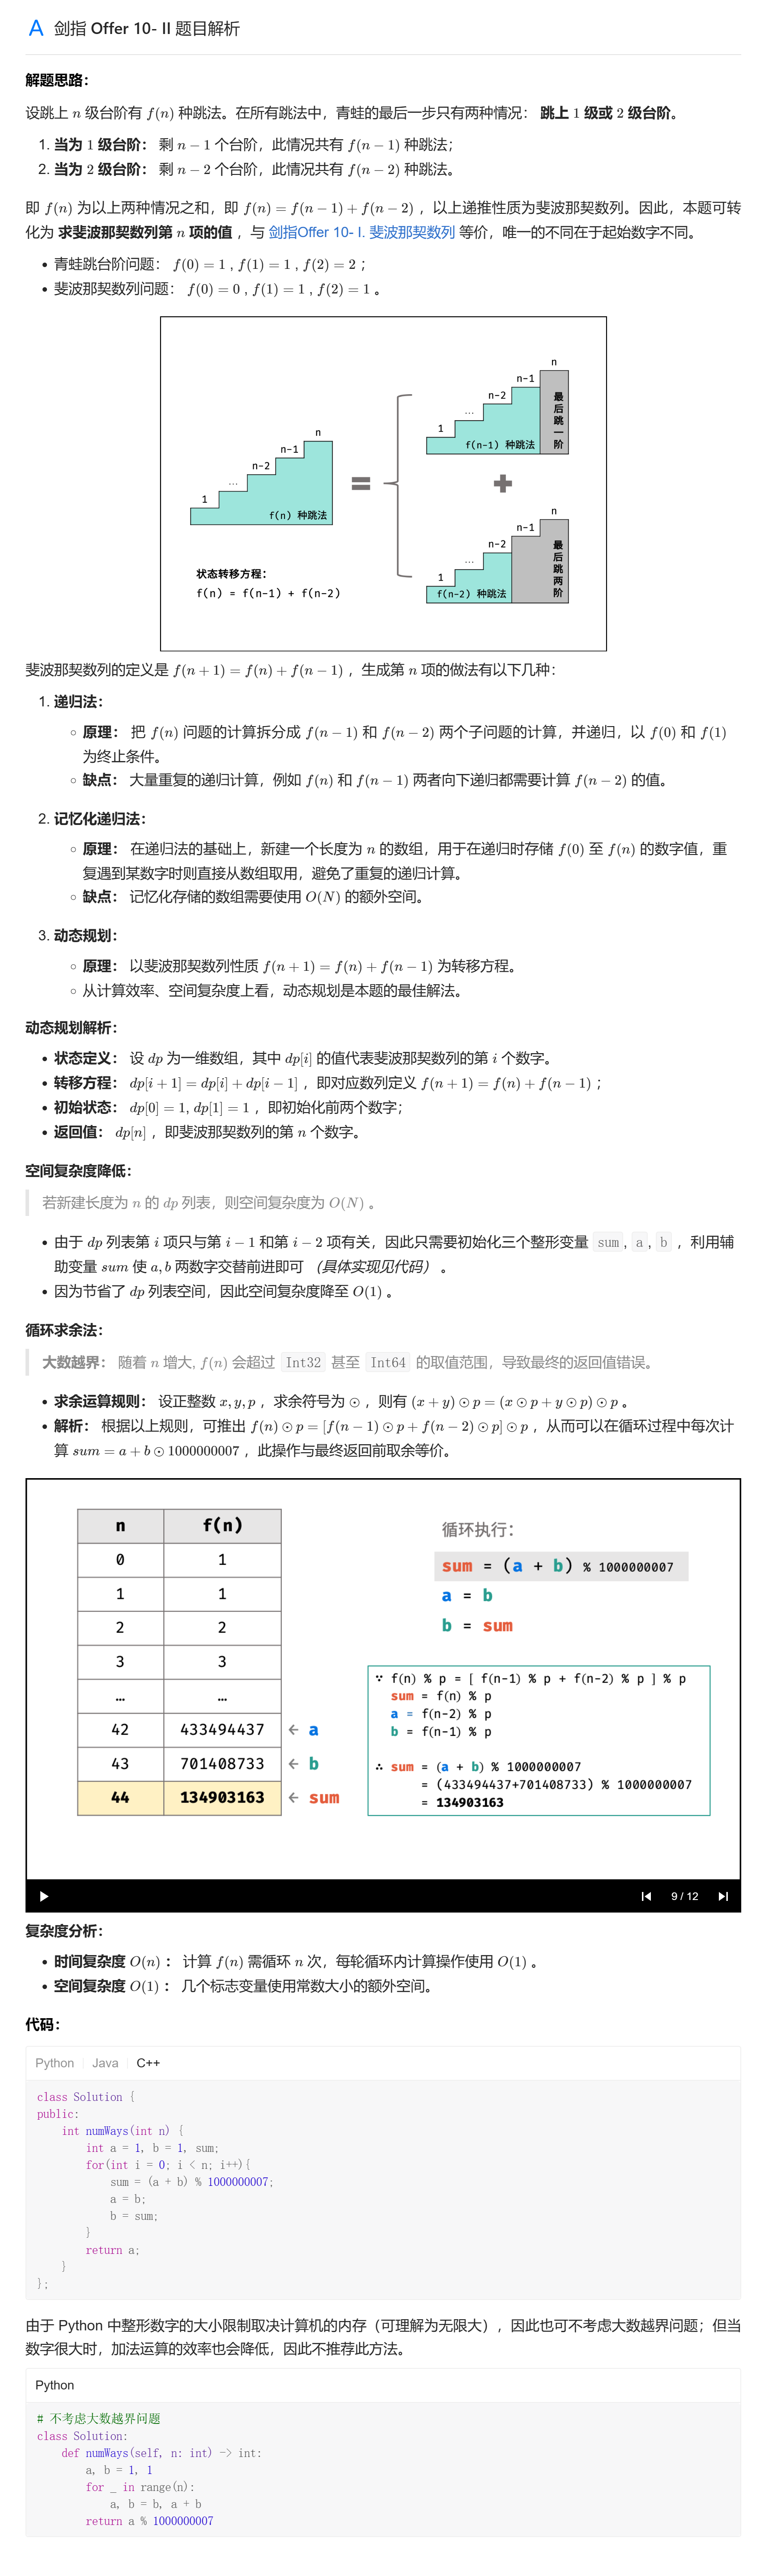 剑指 Offer 10- II 题目解析
解题思路：
设跳上 n 级台阶有 f(n) 种跳法。在所有跳法中，青蛙的最后一步只有两种情况： 跳上 1 级或 2 级台阶。
1. 当为 1 级台阶： 剩 n−1 个台阶，此情况共有 f(n−1) 种跳法；
2. 当为 2 级台阶： 剩 n−2 个台阶，此情况共有 f(n−2) 种跳法。
即 f(n) 为以上两种情况之和，即 f(n)=f(n−1)+f(n−2) ，以上递推性质为斐波那契数列。因此，本题可转
化为 求斐波那契数列第 n 项的值 ，与 剑指Offer 10- I. 斐波那契数列 等价，唯一的不同在于起始数字不同。
• 青蛙跳台阶问题： f(0)=1 , f(1)=1 , f(2)=2 ；
• 斐波那契数列问题： f(0)=0 , f(1)=1 , f(2)=1 。
n
n-1
n-2
...
1
f(n-1) 种跳法
最后跳一阶
n
n-1
n-2
...
1
f(n) 种跳法
=
+
n
n-1
n-2
...
1
f(n-2) 种跳法
最后跳两阶
状态转移方程：
f(n) = f(n-1) + f(n-2)
斐波那契数列的定义是 f(n+1)=f(n)+f(n−1) ，生成第 n 项的做法有以下几种：
1. 递归法：
○ 原理： 把 f(n) 问题的计算拆分成 f(n−1) 和 f(n−2) 两个子问题的计算，并递归，以 f(0) 和 f(1)
为终止条件。
○ 缺点： 大量重复的递归计算，例如 f(n) 和 f(n−1) 两者向下递归都需要计算 f(n−2) 的值。
2. 记忆化递归法：
○ 原理： 在递归法的基础上，新建一个长度为 n 的数组，用于在递归时存储 f(0) 至 f(n) 的数字值，重
复遇到某数字时则直接从数组取用，避免了重复的递归计算。
○ 缺点： 记忆化存储的数组需要使用 O(N) 的额外空间。
3. 动态规划：
○ 原理： 以斐波那契数列性质 f(n+1)=f(n)+f(n−1) 为转移方程。
○ 从计算效率、空间复杂度上看，动态规划是本题的最佳解法。
动态规划解析：
• 状态定义： 设 dp 为一维数组，其中 dp[i] 的值代表斐波那契数列的第 i 个数字。
• 转移方程： dp[i+1]=dp[i]+dp[i−1] ，即对应数列定义 f(n+1)=f(n)+f(n−1) ；
• 初始状态： dp[0]=1, dp[1]=1 ，即初始化前两个数字；
• 返回值： dp[n] ，即斐波那契数列的第 n 个数字。
空间复杂度降低：
若新建长度为 n 的 dp 列表，则空间复杂度为 O(N) 。
• 由于 dp 列表第 i 项只与第 i−1 和第 i−2 项有关，因此只需要初始化三个整形变量 sum , a , b ，利用辅
助变量 sum 使 a,b 两数字交替前进即可 （具体实现见代码） 。
• 因为节省了 dp 列表空间，因此空间复杂度降至 O(1) 。
循环求余法：
大数越界： 随着 n 增大, f(n) 会超过 Int32 甚至 Int64 的取值范围，导致最终的返回值错误。
• 求余运算规则： 设正整数 x,y,p ，求余符号为 ⊙ ，则有 (x+y)⊙p=(x⊙p+y⊙p)⊙p 。
• 解析： 根据以上规则，可推出 f(n)⊙p=[f(n−1)⊙p+f(n−2)⊙p]⊙p ，从而可以在循环过程中每次计
算 sum=a+b⊙1000000007 ，此操作与最终返回前取余等价。
n f(n)
0 1
1 1
2 2
3 3
... ...
42 433494437 ← a
43 701408733 ← b
44 134903163 ← sum
循环执行：
sum = (a + b) % 1000000007
a = b
b = sum
∵ f(n) % p = [ f(n-1) % p + f(n-2) % p ] % p
sum = f(n) % p
a = f(n-2) % p
b = f(n-1) % p
∴ sum = (a + b) % 1000000007
= (433494437+701408733) % 1000000007
= 134903163
9 / 12
复杂度分析：
• 时间复杂度 O(n) ： 计算 f(n) 需循环 n 次，每轮循环内计算操作使用 O(1) 。
• 空间复杂度 O(1) ： 几个标志变量使用常数大小的额外空间。
代码：
Python Java C++
class Solution {
public:
    int numWays(int n) {
        int a = 1, b = 1, sum;
        for(int i = 0; i < n; i++){
            sum = (a + b) % 1000000007;
            a = b;
            b = sum;
        }
        return a;
    }
};
由于 Python 中整形数字的大小限制取决计算机的内存（可理解为无限大），因此也可不考虑大数越界问题；但当
数字很大时，加法运算的效率也会降低，因此不推荐此方法。
Python
# 不考虑大数越界问题
class Solution:
    def numWays(self, n: int) -> int:
        a, b = 1, 1
        for _ in range(n):
            a, b = b, a + b
        return a % 1000000007